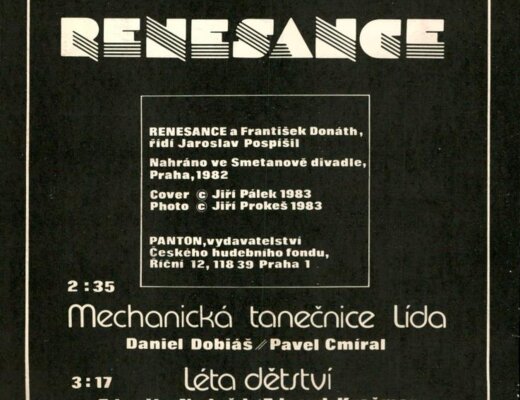 RENESANCE
RENESANCE a František Donáth,
řídí Jaroslav Pospíšil
Nahráno ve Smetanově divadle,
Praha,1982
Cover © Jiří Pálek 1983
Photo © Jiří Prokeš 1983
PANTON,vydavatelství
Českého hudebního fondu,
Říční 12, 118 39 Praha 1
2:35
Mechanická tanečnice Lída
Daniel Dobiáš // Pavel Cmíral
3:17 Léta dětství